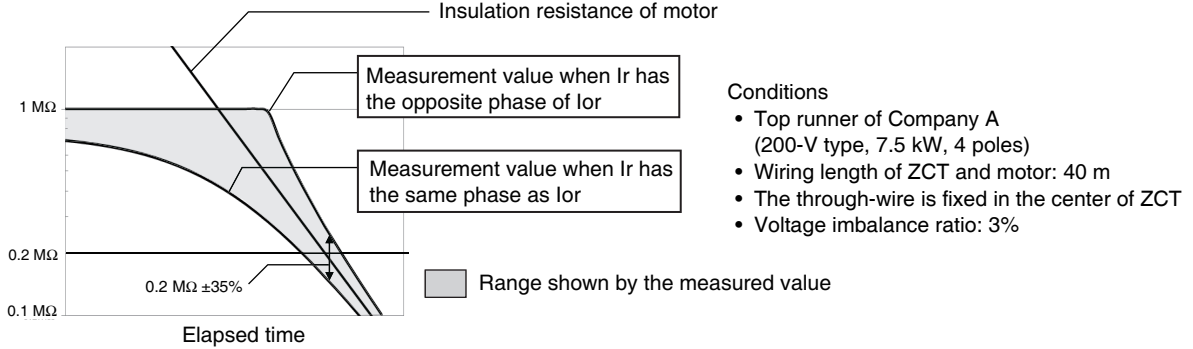 Insulation resistance of motor
Measurement value when Ir has
the opposite phase of Ior
1 MΩ
Measurement value when Ir has
the same phase as Ior
0.2 MΩ
0.2 MΩ ±35%
0.1 MΩ
Elapsed time
Range shown by the measured value
Conditions
• Top runner of Company A
(200-V type, 7.5 kW, 4 poles)
• Wiring length of ZCT and motor: 40 m
• The through-wire is fixed in the center of ZCT
• Voltage imbalance ratio: 3%